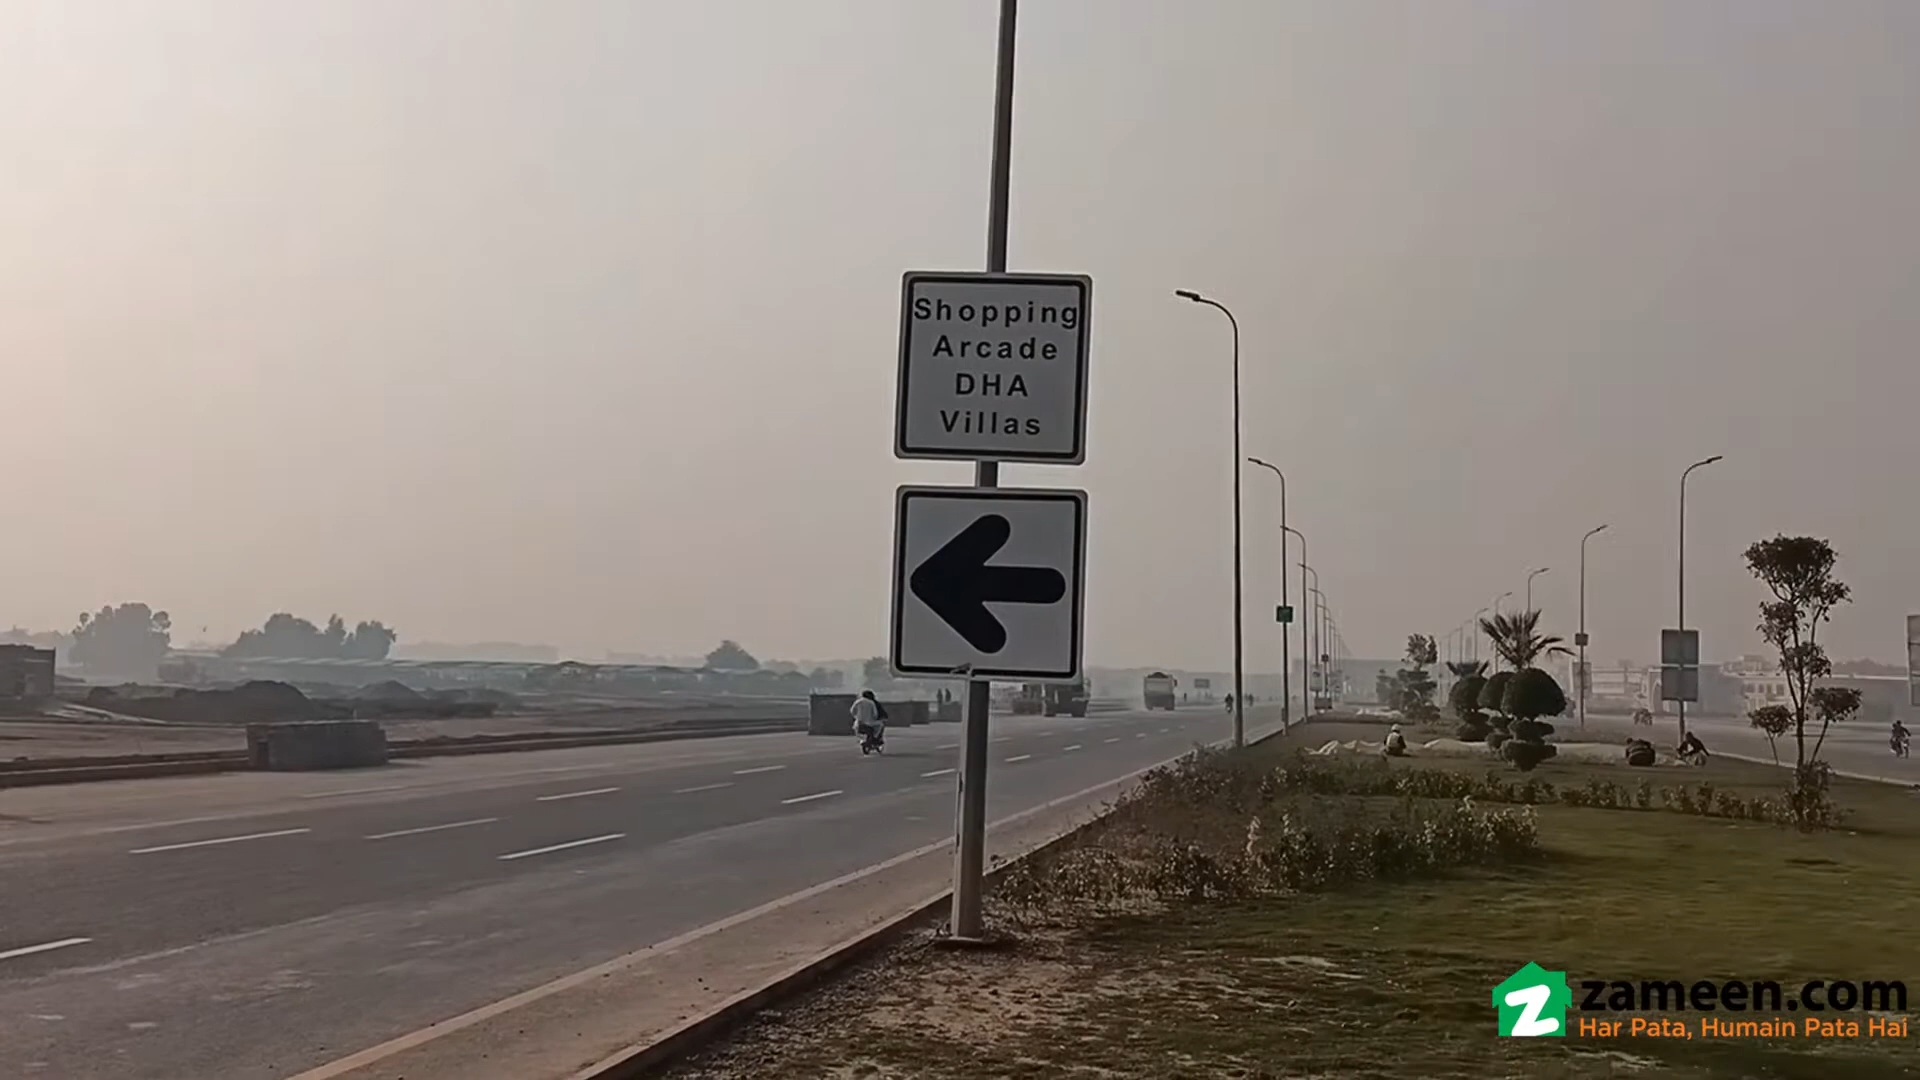 Shopping
Arcade
DHA
Villas
zameen.com
Har Pata, Humain Pata Hai